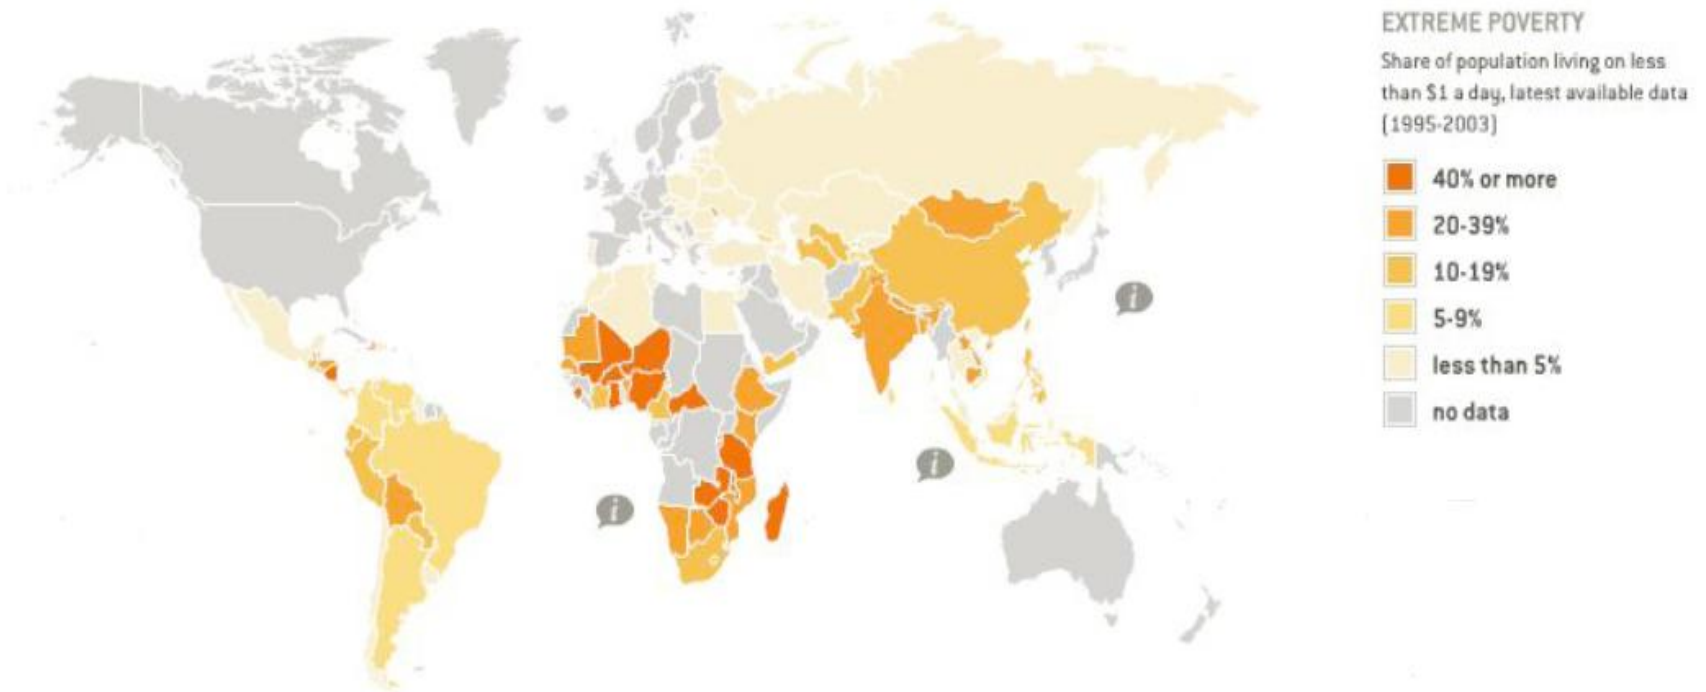 EXTREME POVERTY
Share of population living on less
than $1 a day, latest available data
(1995-2003)
40% or more
20-39%
10-19%
5-9%
less than 5%
no data
i
i
i